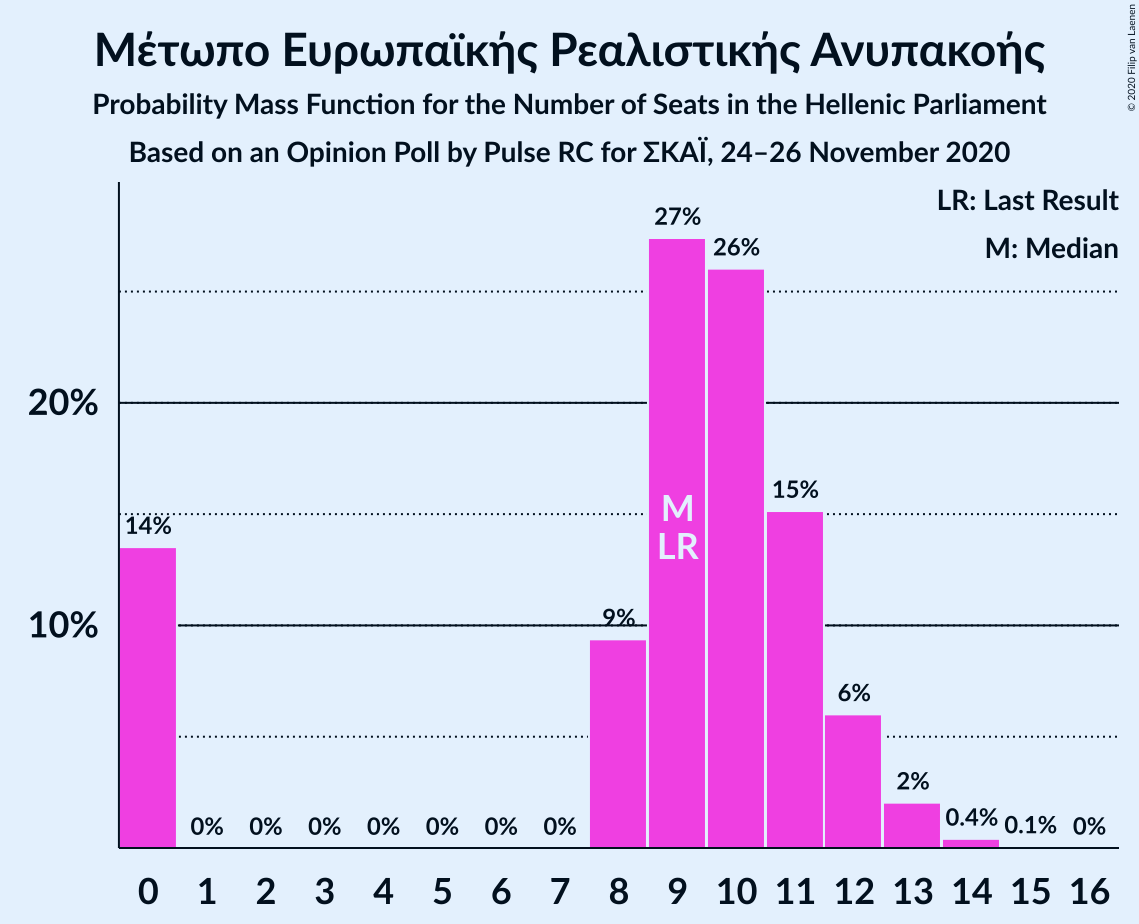 Μέτωπο Ευρωπαϊκής Ρεαλιστικής Ανυπακοής
Probability Mass Function for the Number of Seats in the Hellenic Parliament
Based on an Opinion Poll by Pulse RC for ΣΚΑΪ, 24–26 November 2020
© 2020 Filip van Laenen
LR: Last Result
M: Median
27%
26%
20%
15%
14%
M
LR
10%
9%
6%
2%
0% 0% 0% 0% 0% 0% 0% 0.4% 0.1% 0%
0 1 2 3 4 5 6 7 8 9 10 11 12 13 14 15 16